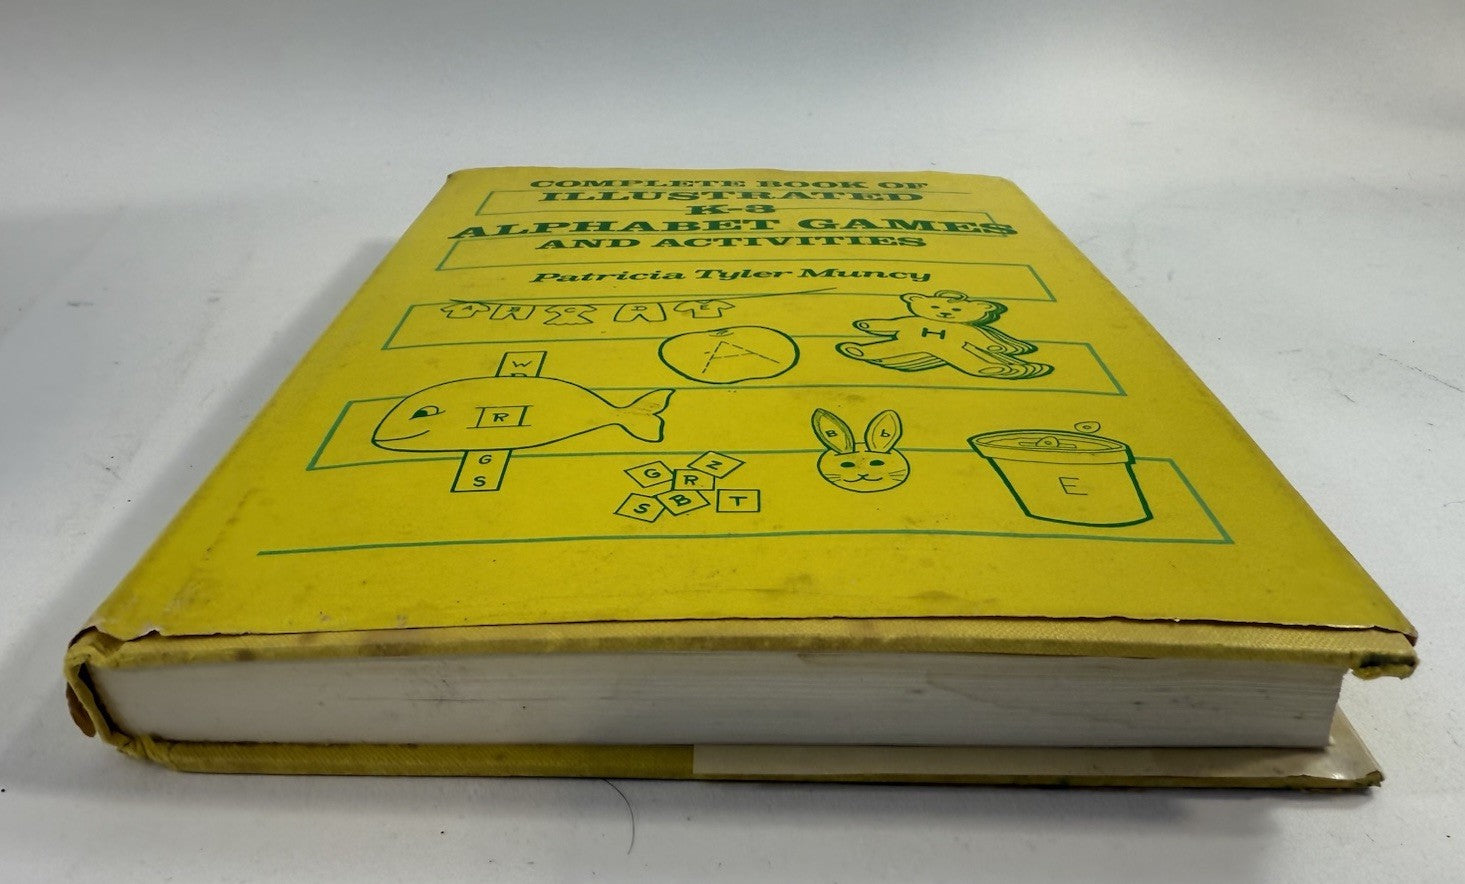 COMPLETE BOOK OF
ILLUSTRATED
K-3
ALPHABET GAMES
AND ACTIVITIES
Patricia Tyler Muncy
A B C D E
A
H
W
R
G
S
G Z
R
S B T
B b
E